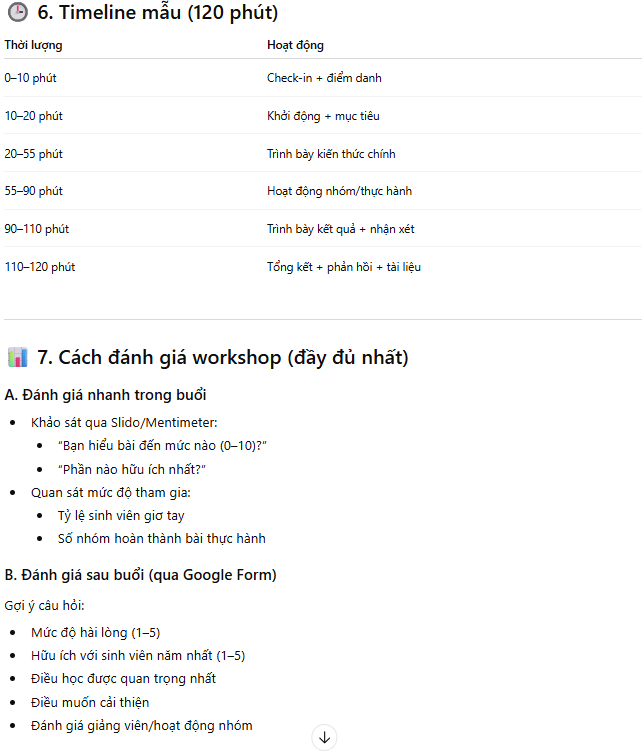 6. Timeline mẫu (120 phút)
Thời lượng Hoạt động
0–10 phút Check-in + điểm danh
10–20 phút Khởi động + mục tiêu
20–55 phút Trình bày kiến thức chính
55–90 phút Hoạt động nhóm/thực hành
90–110 phút Trình bày kết quả + nhận xét
110–120 phút Tổng kết + phản hồi + tài liệu
7. Cách đánh giá workshop (đầy đủ nhất)
A. Đánh giá nhanh trong buổi
Khảo sát qua Slido/Mentimeter:
“Bạn hiểu bài đến mức nào (0–10)?”
“Phần nào hữu ích nhất?”
Quan sát mức độ tham gia:
Tỷ lệ sinh viên giơ tay
Số nhóm hoàn thành bài thực hành
B. Đánh giá sau buổi (qua Google Form)
Gợi ý câu hỏi:
Mức độ hài lòng (1–5)
Hữu ích với sinh viên năm nhất (1–5)
Điều học được quan trọng nhất
Điều muốn cải thiện
Đánh giá giảng viên/hoạt động nhóm